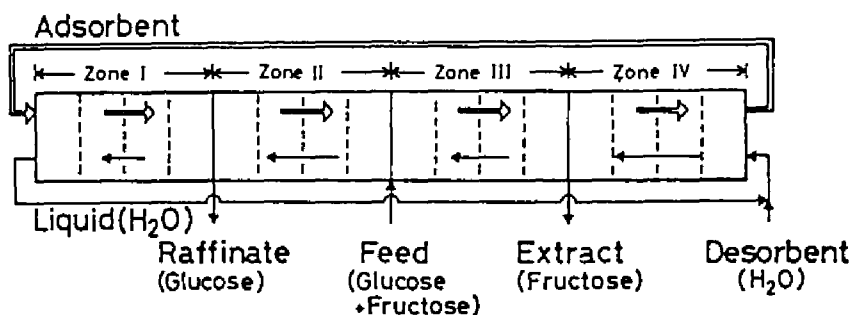 Adsorbent
Zone I Zone II Zone III Zone IV
Liquid(H₂O)
Raffinate Feed Extract Desorbent
(Glucose) (Glucose (Fructose) (H₂O)
+Fructose)